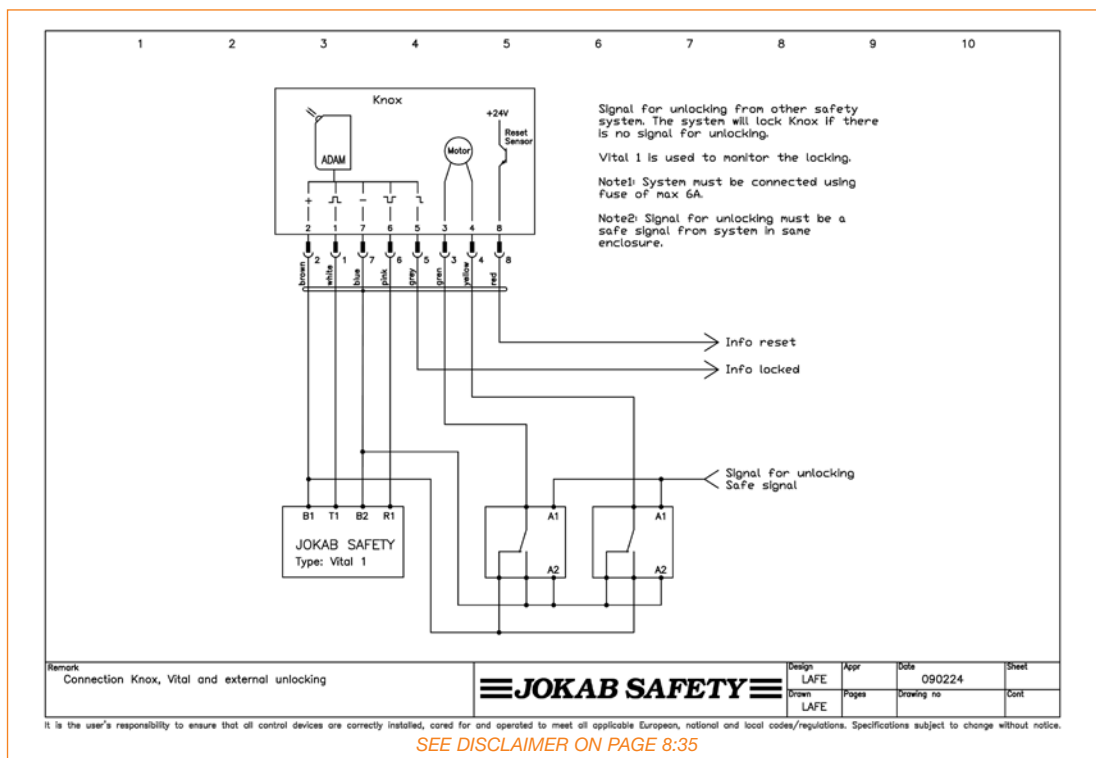 1 2 3 4 5 6 7 8 9 10
Knox
+24V
Reset
Sensor
Motor
ADAM
+ -
2 1 7 6 5 3 4 8
2 1 7 6 5 3 4 8
brown white blue pink grey gren yellow red
Signal for unlocking from other safety
system. The system will lock Knox if there
is no signal for unlocking.
Vital 1 is used to monitor the locking.
Note1: System must be connected using
fuse of max 6A.
Note2: Signal for unlocking must be a
safe signal from system in same
enclosure.
Info reset
Info locked
Signal for unlocking
Safe signal
B1 T1 B2 R1
JOKAB SAFETY
Type: Vital 1
A1 A1
A2 A2
Remark
Connection Knox, Vital and external unlocking
JOKAB SAFETY
Design Appr Date Sheet
LAFE 090224
Drawn Pages Drawing no Cont
LAFE
It is the user's responsibility to ensure that all control devices are correctly installed, cared for and operated to meet all applicable European, national and local codes/regulations. Specifications subject to change without notice.
SEE DISCLAIMER ON PAGE 8:35